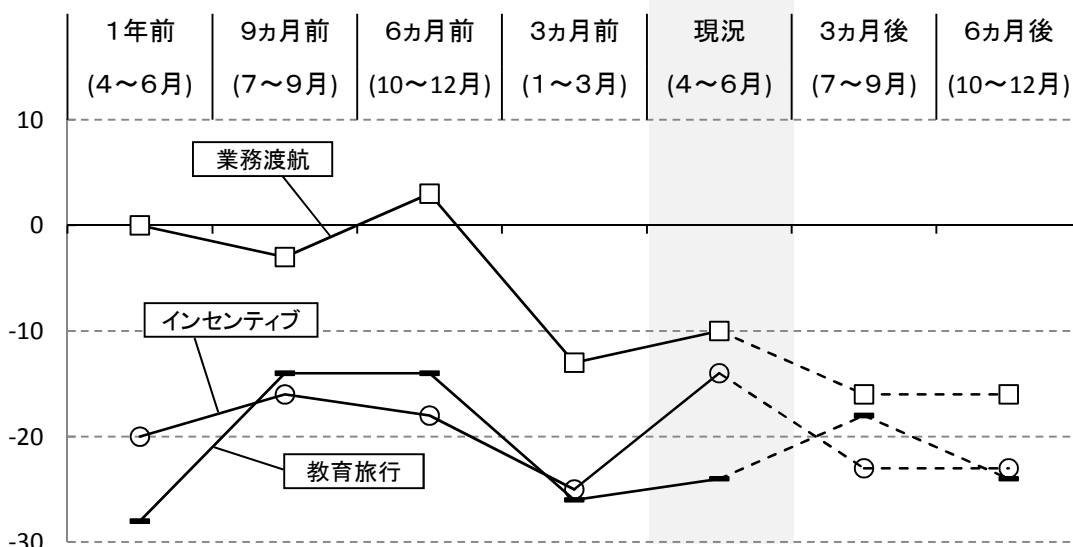 1年前 9ヵ月前 6ヵ月前 3ヵ月前 現況 3ヵ月後 6ヵ月後
(4～6月) (7～9月) (10～12月) (1～3月) (4～6月) (7～9月) (10～12月)
10
業務渡航
0
-10
インセンティブ
-20
教育旅行
-30